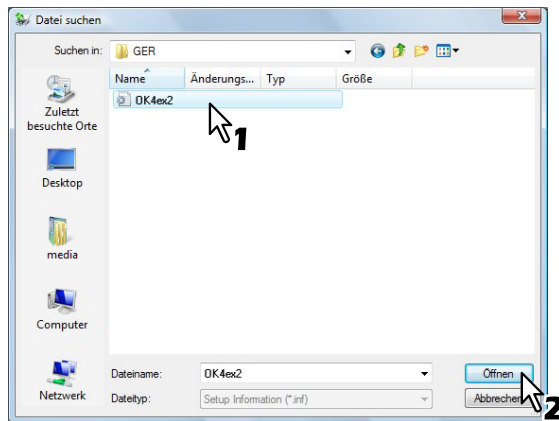 Datei suchen
Suchen in: GER
Name Änderungs... Typ Größe
OK4ex2
1
Zuletzt
besuchte Orte
Desktop
media
Computer
Netzwerk
Dateiname: OK4ex2 Öffnen
Dateityp: Setup Information (*.inf) Abbrechen
2